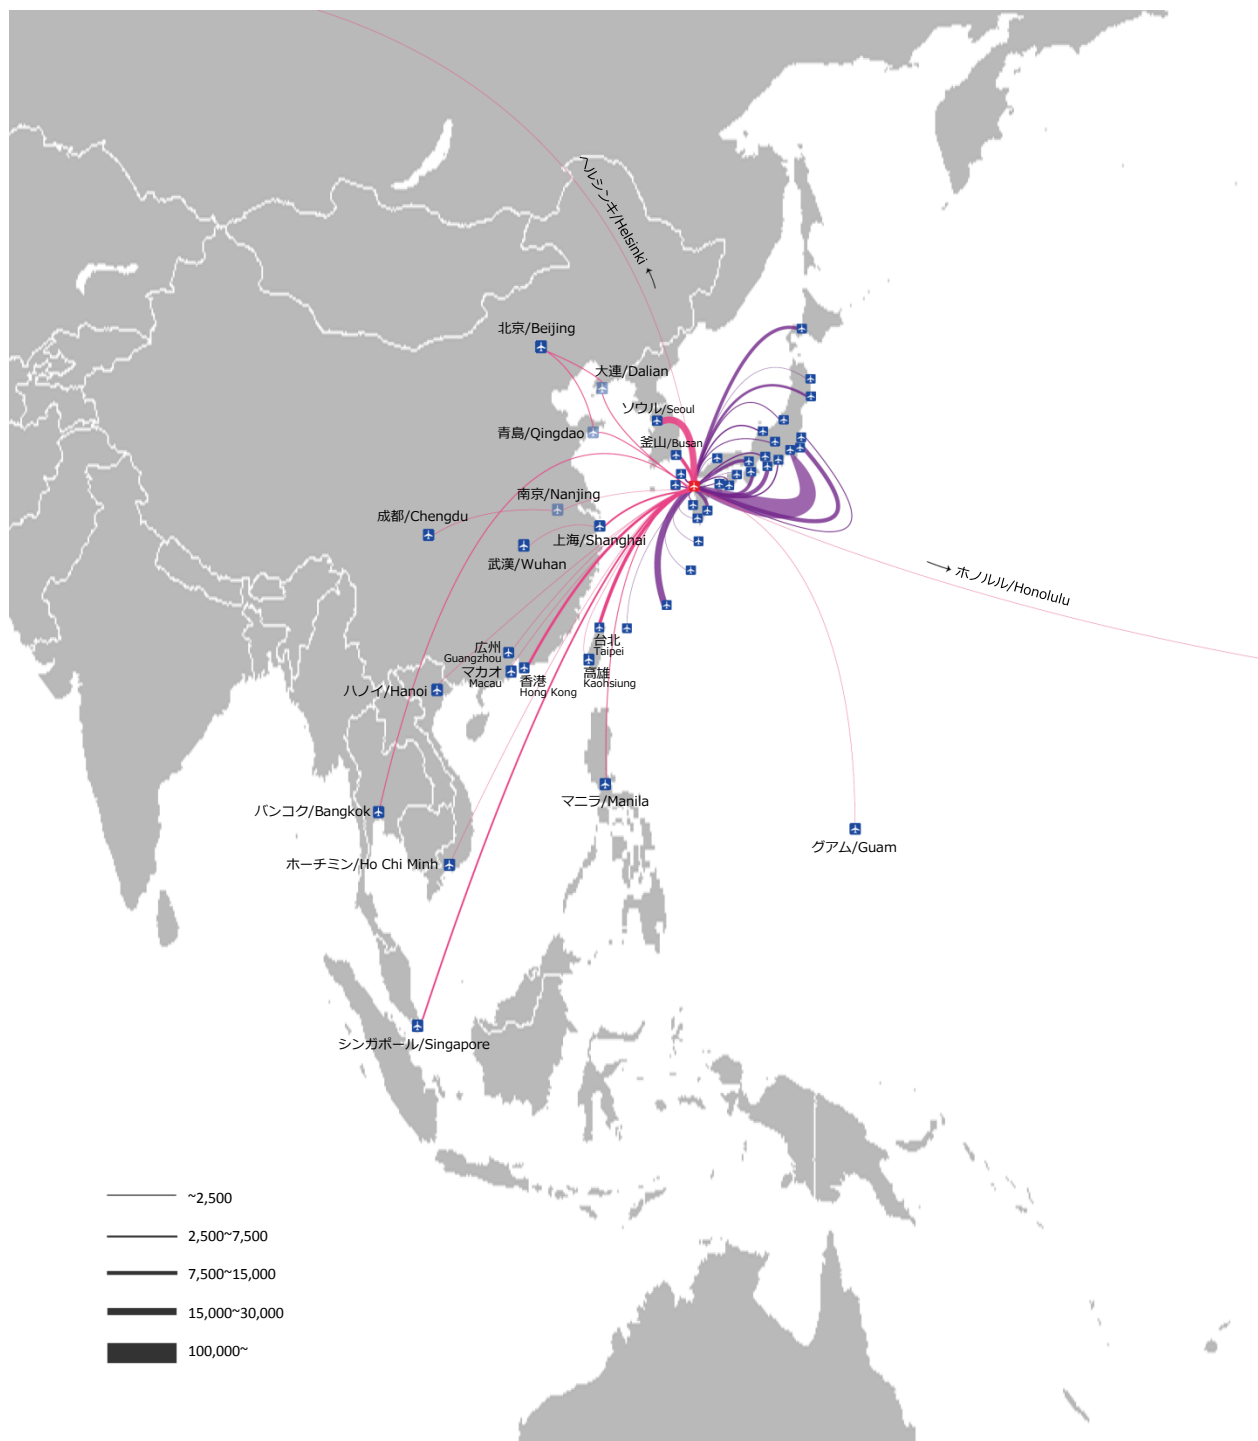 ヘルシンキ/Helsinki
北京/Beijing
大連/Dalian
ソウル/Seoul
青島/Qingdao
釜山/Busan
南京/Nanjing
成都/Chengdu
上海/Shanghai
武漢/Wuhan
ホノルル/Honolulu
広州
Guangzhou
台北
Taipei
マカオ
Macau
香港
Hong Kong
高雄
Kaohsiung
ハノイ/Hanoi
マニラ/Manila
バンコク/Bangkok
グアム/Guam
ホーチミン/Ho Chi Minh
シンガポール/Singapore
~2,500
2,500~7,500
7,500~15,000
15,000~30,000
100,000~